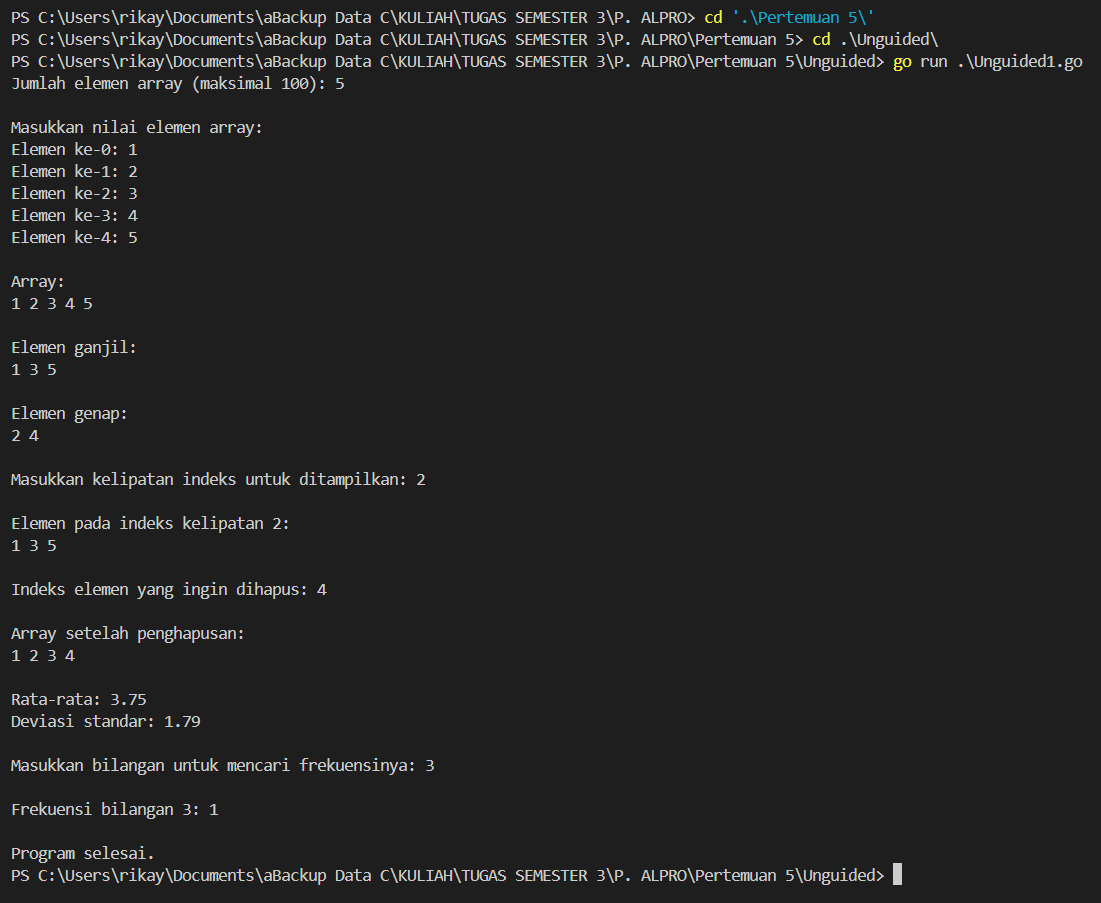 PS C:\Users\rikay\Documents\aBackup Data C\KULIAH\TUGAS SEMESTER 3\P. ALPRO> cd '.\Pertemuan 5\'
PS C:\Users\rikay\Documents\aBackup Data C\KULIAH\TUGAS SEMESTER 3\P. ALPRO\Pertemuan 5> cd .\Unguided\
PS C:\Users\rikay\Documents\aBackup Data C\KULIAH\TUGAS SEMESTER 3\P. ALPRO\Pertemuan 5\Unguided> go run .\Unguided1.go
Jumlah elemen array (maksimal 100): 5
Masukkan nilai elemen array:
Elemen ke-0: 1
Elemen ke-1: 2
Elemen ke-2: 3
Elemen ke-3: 4
Elemen ke-4: 5
Array:
1 2 3 4 5
Elemen ganjil:
1 3 5
Elemen genap:
2 4
Masukkan kelipatan indeks untuk ditampilkan: 2
Elemen pada indeks kelipatan 2:
1 3 5
Indeks elemen yang ingin dihapus: 4
Array setelah penghapusan:
1 2 3 4
Rata-rata: 3.75
Deviasi standar: 1.79
Masukkan bilangan untuk mencari frekuensinya: 3
Frekuensi bilangan 3: 1
Program selesai.
PS C:\Users\rikay\Documents\aBackup Data C\KULIAH\TUGAS SEMESTER 3\P. ALPRO\Pertemuan 5\Unguided>